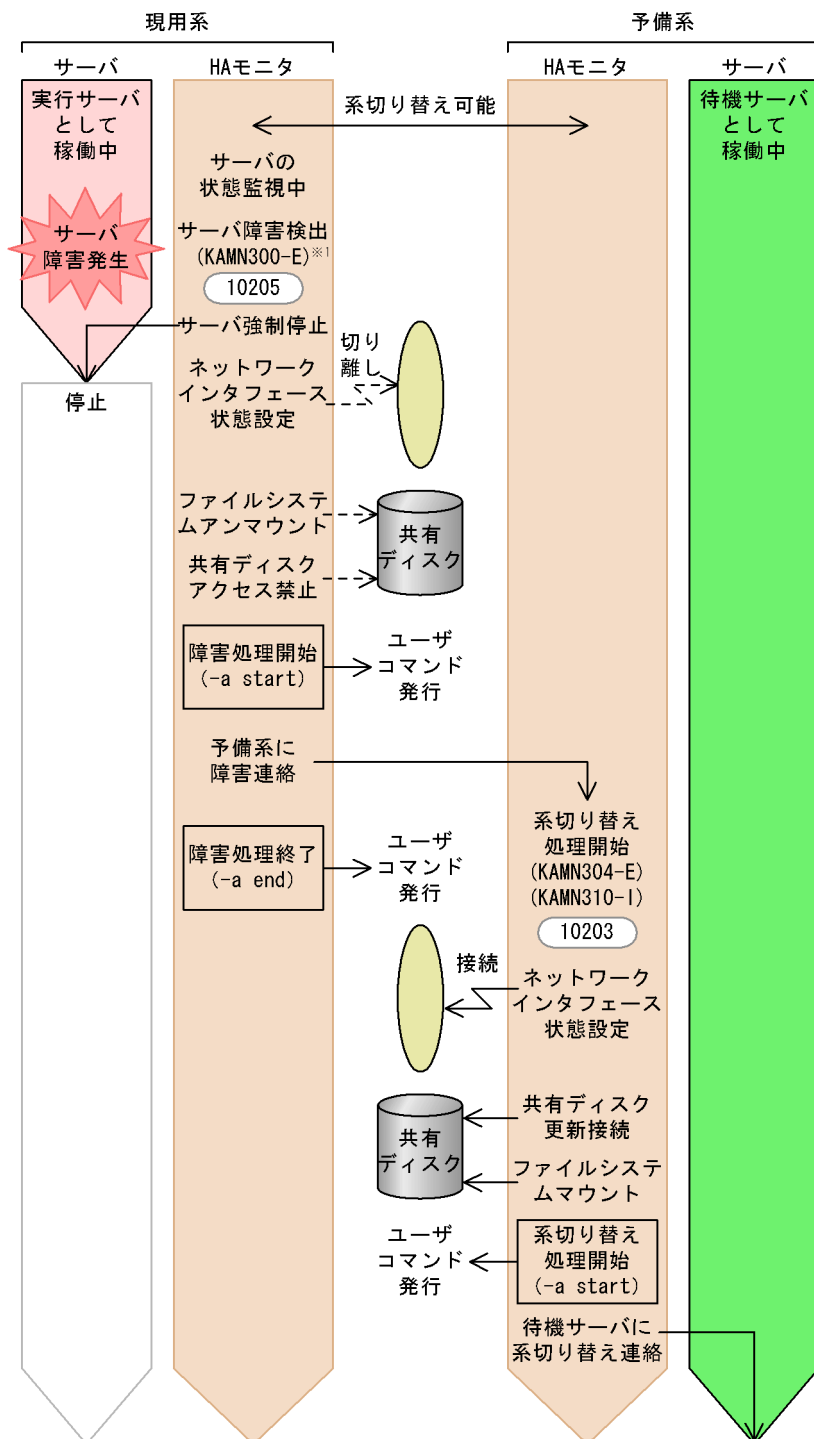 現用系
予備系
サーバ
HAモニタ
HAモニタ
サーバ
実行サーバ
として
稼働中
系切り替え可能
待機サーバ
として
稼働中
サーバの
状態監視中
サーバ
障害発生
サーバ障害検出
(KAMN300-E)※1
10205
サーバ強制停止
切り
離し
ネットワーク
インタフェース
状態設定
停止
ファイルシステ
ムアンマウント
共有
ディスク
共有ディスク
アクセス禁止
障害処理開始
(-a start)
ユーザ
コマンド
発行
予備系に
障害連絡
系切り替え
処理開始
(KAMN304-E)
(KAMN310-I)
10203
障害処理終了
(-a end)
ユーザ
コマンド
発行
接続
ネットワーク
インタフェース
状態設定
共有
ディスク
共有ディスク
更新接続
ファイルシステ
ムマウント
ユーザ
コマンド
発行
系切り替え
処理開始
(-a start)
待機サーバに
系切り替え連絡